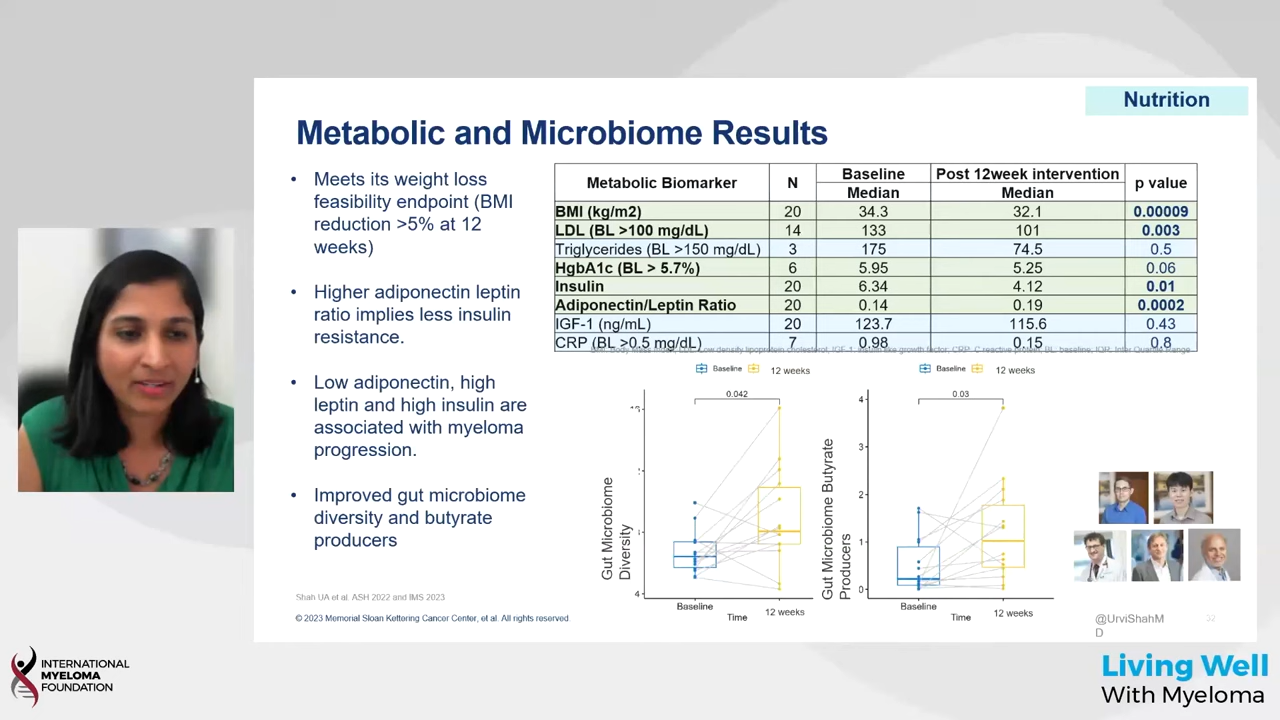 Nutrition
Metabolic and Microbiome Results
• Meets its weight loss
feasibility endpoint (BMI
reduction >5% at 12
weeks)
• Higher adiponectin leptin
ratio implies less insulin
resistance.
• Low adiponectin, high
leptin and high insulin are
associated with myeloma
progression.
• Improved gut microbiome
diversity and butyrate
producers
Metabolic Biomarker N Baseline Post 12week intervention p value
Median Median
BMI (kg/m2) 20 34.3 32.1 0.00009
LDL (BL >100 mg/dL) 14 133 101 0.003
Triglycerides (BL >150 mg/dL) 3 175 74.5 0.5
HgbA1c (BL > 5.7%) 6 5.95 5.25 0.06
Insulin 20 6.34 4.12 0.01
Adiponectin/Leptin Ratio 20 0.14 0.19 0.0002
IGF-1 (ng/mL) 20 123.7 115.6 0.43
CRP (BL >0.5 mg/dL) 7 0.98 0.15 0.8
Baseline 12 weeks
0.042
Gut Microbiome
Diversity
4
Baseline 12 weeks
Time
Baseline 12 weeks
0.03
Gut Microbiome Butyrate
Producers
4
3
2
1
0
Baseline 12 weeks
Time
Shah UA et al. ASH 2022 and IMS 2023
© 2023 Memorial Sloan Kettering Cancer Center, et al. All rights reserved.
@UrviShahM
D
32
INTERNATIONAL
MYELOMA
FOUNDATION
Living Well
With Myeloma